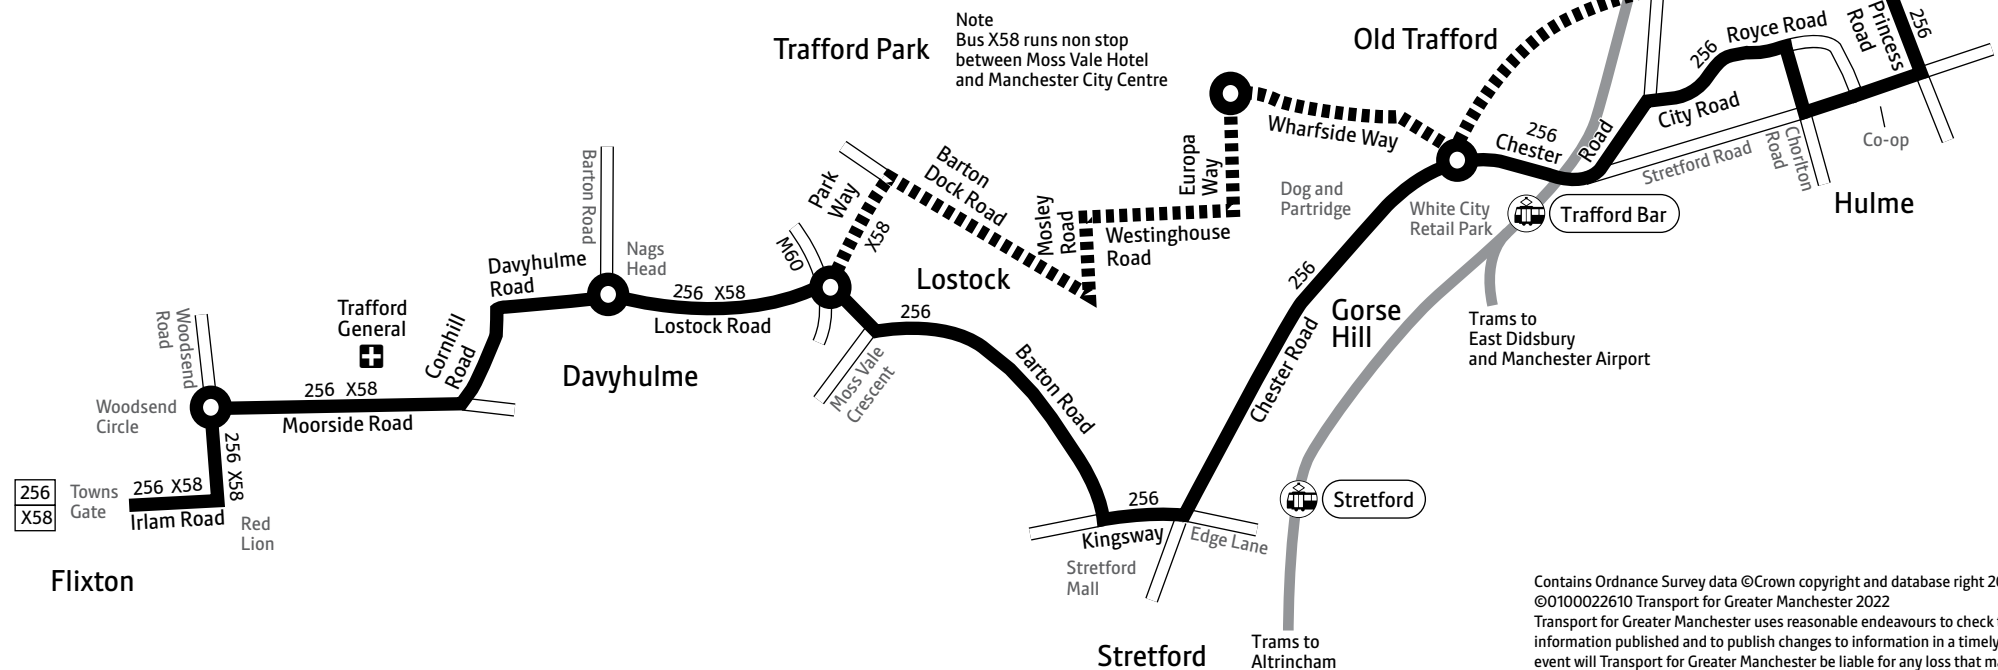 Note
Bus X58 runs non stop
between Moss Vale Hotel
and Manchester City Centre
Trafford Park
Old Trafford
Royce Road
Princess
Road
256
256
City Road
Stretford Road
Chorlton
Road
Co-op
Hulme
Wharfside Way
256
Chester
Road
Europa
Way
Dog and
Partridge
White City
Retail Park
Trafford Bar
Barton
Dock Road
Park
Way
X58
Mosley
Road
Westinghouse
Road
M60
Lostock
Barton Road
Nags
Head
Davyhulme
Road
256 X58
Lostock Road
256
Moss Vale
Crescent
Barton Road
256
Gorse
Hill
Chester Road
Trams to
East Didsbury
and Manchester Airport
Trafford
General
Cornhill
Road
Davyhulme
Woodsend
Road
Woodsend
Circle
256 X58
Moorside Road
256 X58
256
X58
Towns
Gate
256 X58
Irlam Road
Red
Lion
Flixton
256
Kingsway
Edge Lane
Stretford
Mall
Stretford
Stretford
Trams to
Altrincham
Contains Ordnance Survey data ©Crown copyright and database right 20
©0100022610 Transport for Greater Manchester 2022
Transport for Greater Manchester uses reasonable endeavours to check
information published and to publish changes to information in a timely
event will Transport for Greater Manchester be liable for any loss that